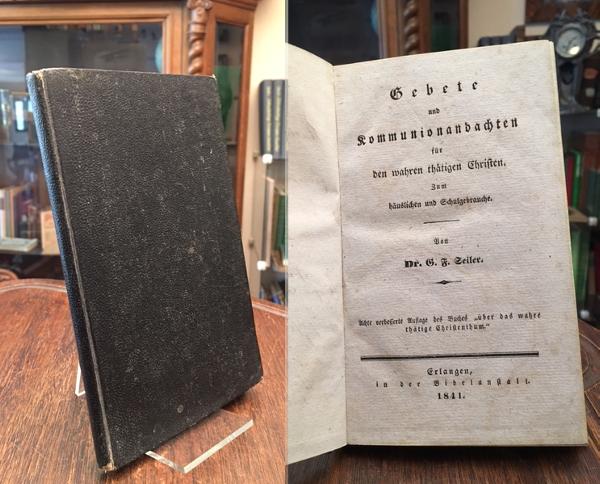 Gebete
und
Kommunionandachten
für
den wahren thätigen Christen.
Zum
häuslichen und Schulgebrauche.
Von
Dr. G. F. Seiler.
Achte verbesserte Auflage des Buches „über das wahre
thätige Christenthum.“
Erlangen,
in der Bibelanstalt.
1841.